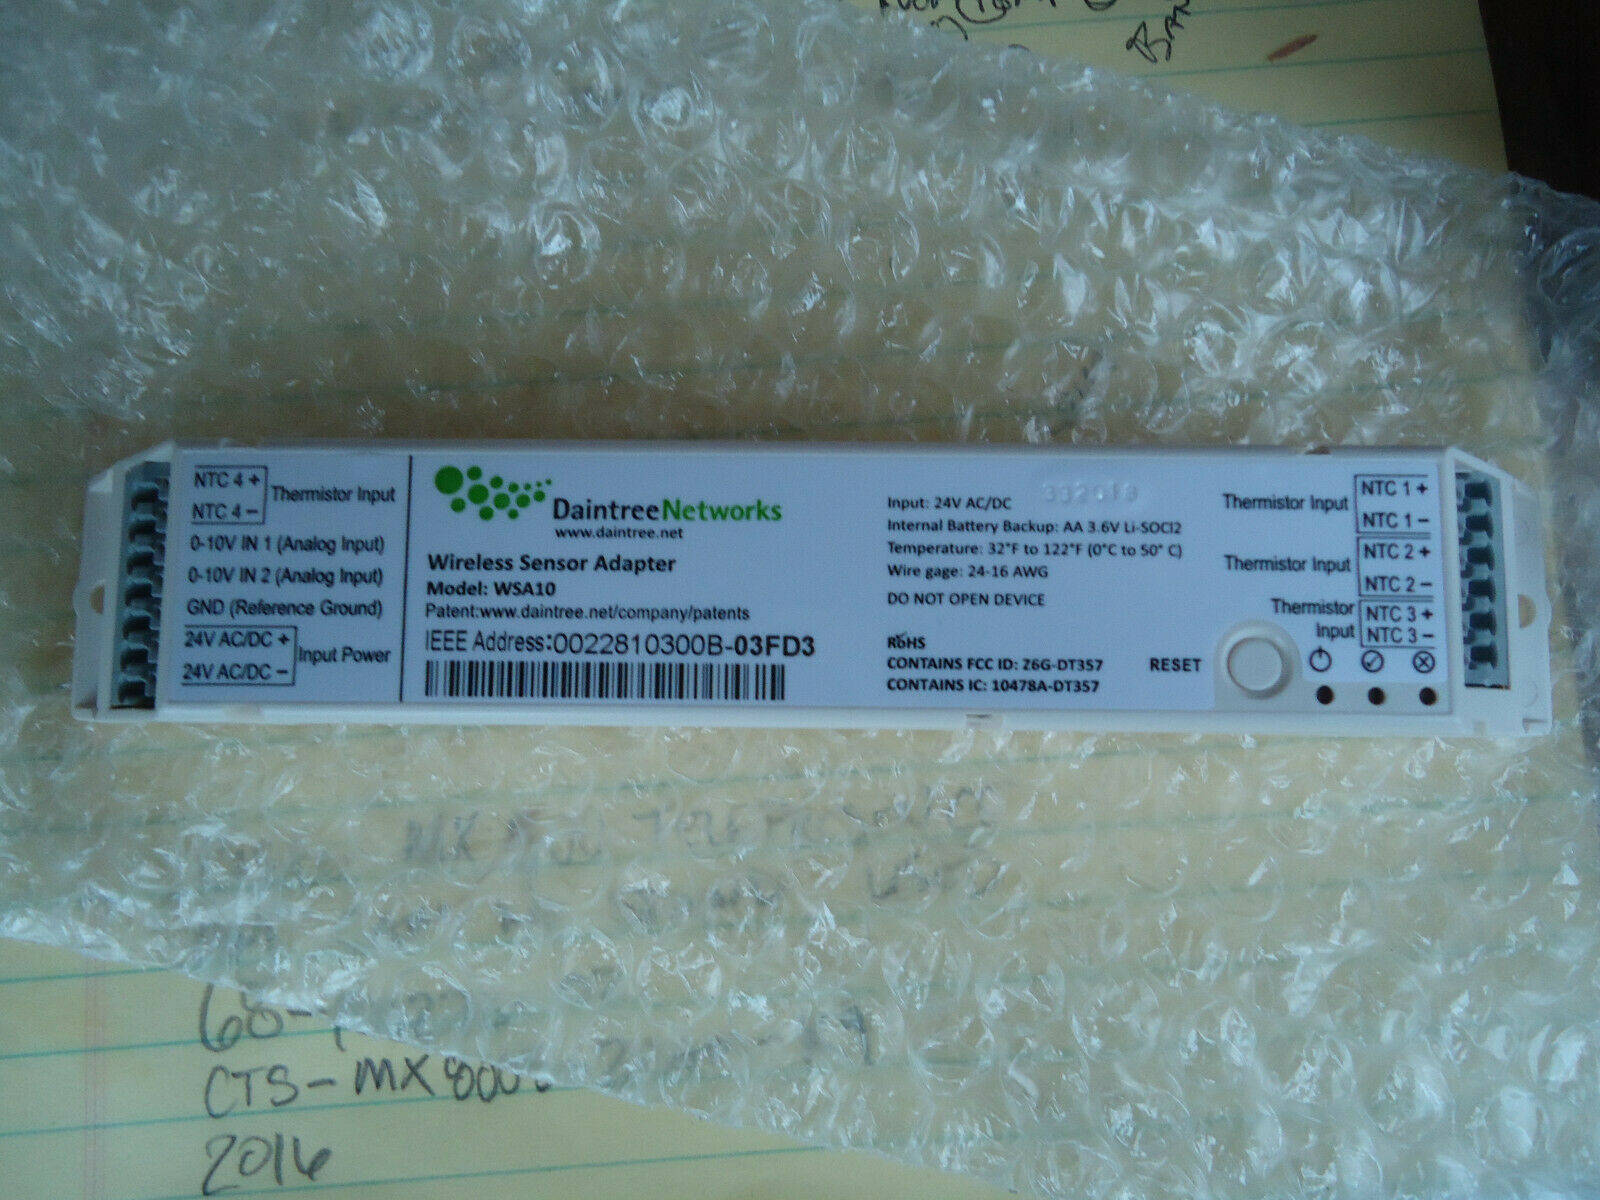 BAN
NTC 4 +
NTC 4 –
Thermistor Input
0-10V IN 1 (Analog Input)
0-10V IN 2 (Analog Input)
GND (Reference Ground)
24V AC/DC +
24V AC/DC –
Input Power
DaintreeNetworks
www.daintree.net
Wireless Sensor Adapter
Model: WSA10
Patent:www.daintree.net/company/patents
IEEE Address:0022810300B-03FD3
Input: 24V AC/DC
Internal Battery Backup: AA 3.6V Li-SOCl2
Temperature: 32°F to 122°F (0°C to 50° C)
Wire gage: 24-16 AWG
DO NOT OPEN DEVICE
RoHS
CONTAINS FCC ID: Z6G-DT357
CONTAINS IC: 10478A-DT357
RESET
Thermistor Input
NTC 1 +
NTC 1 –
Thermistor Input
NTC 2 +
NTC 2 –
Thermistor
Input
NTC 3 +
NTC 3 –
CTS-MX8000
2016